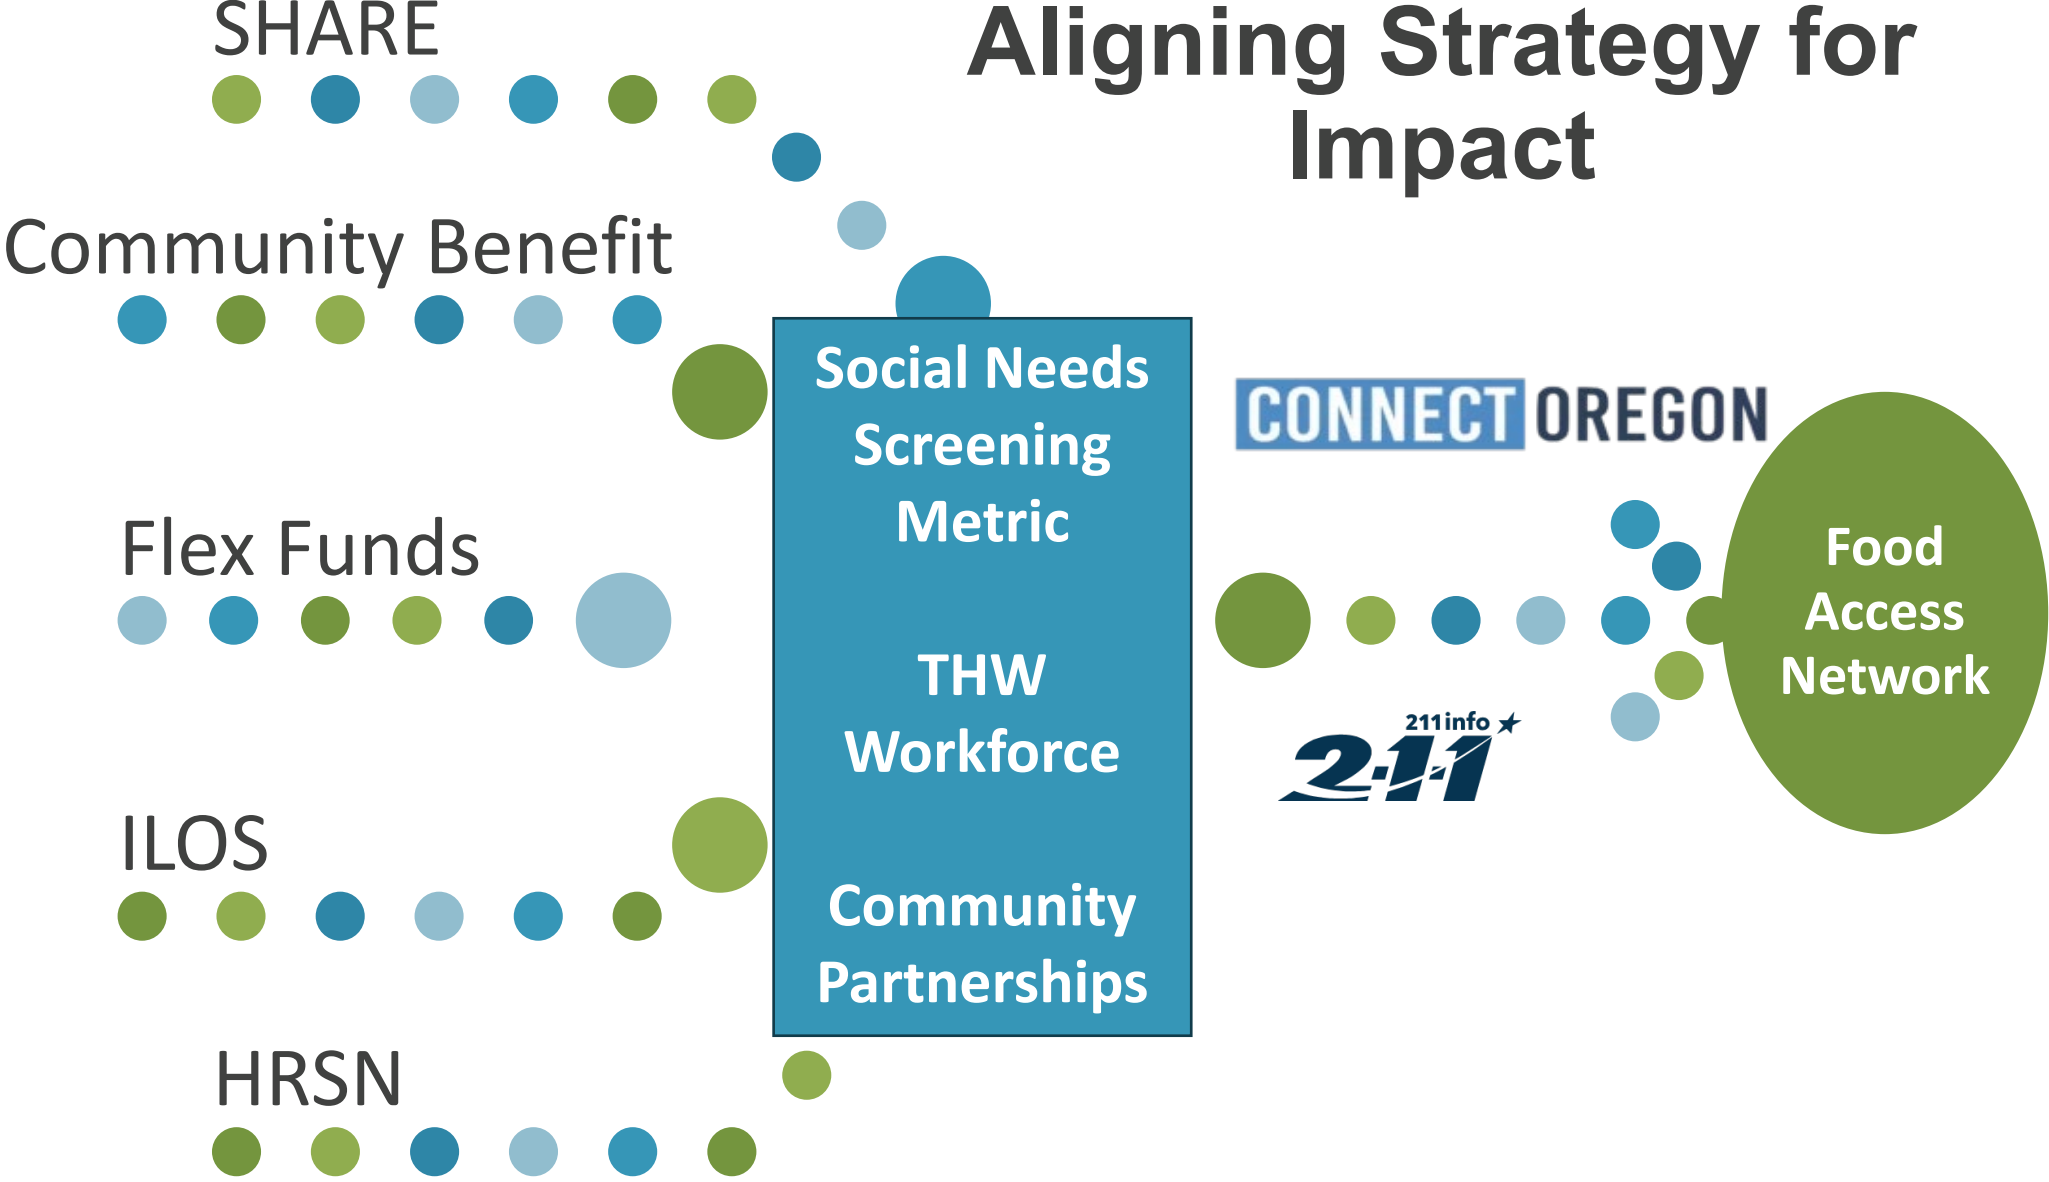 SHARE
Aligning Strategy for
Impact
Community Benefit
Flex Funds
ILOS
HRSN
Social Needs
Screening
Metric
THW
Workforce
Community
Partnerships
CONNECT OREGON
211info
2-1-1
Food
Access
Network